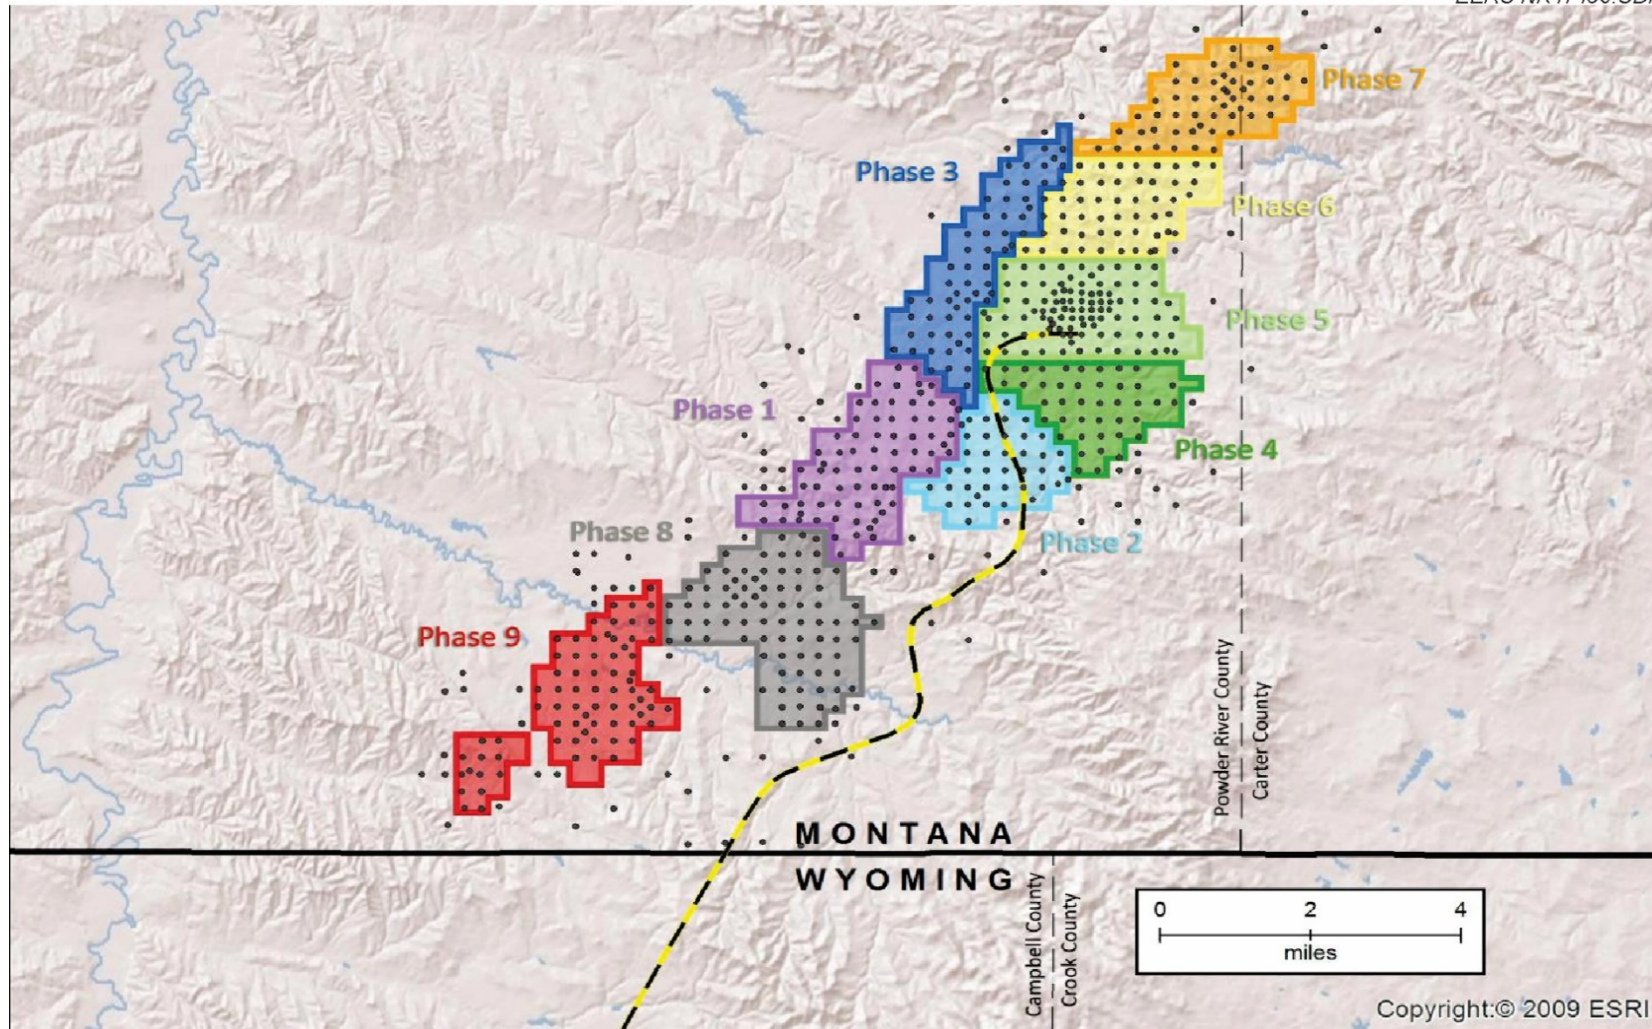 Phase 7
Phase 3
Phase 6
Phase 5
Phase 1
Phase 4
Phase 8
Phase 2
Phase 9
Powder River County
Carter County
MONTANA
WYOMING
Campbell County
Crook County
0 2 4
miles
Copyright:© 2009 ESRI